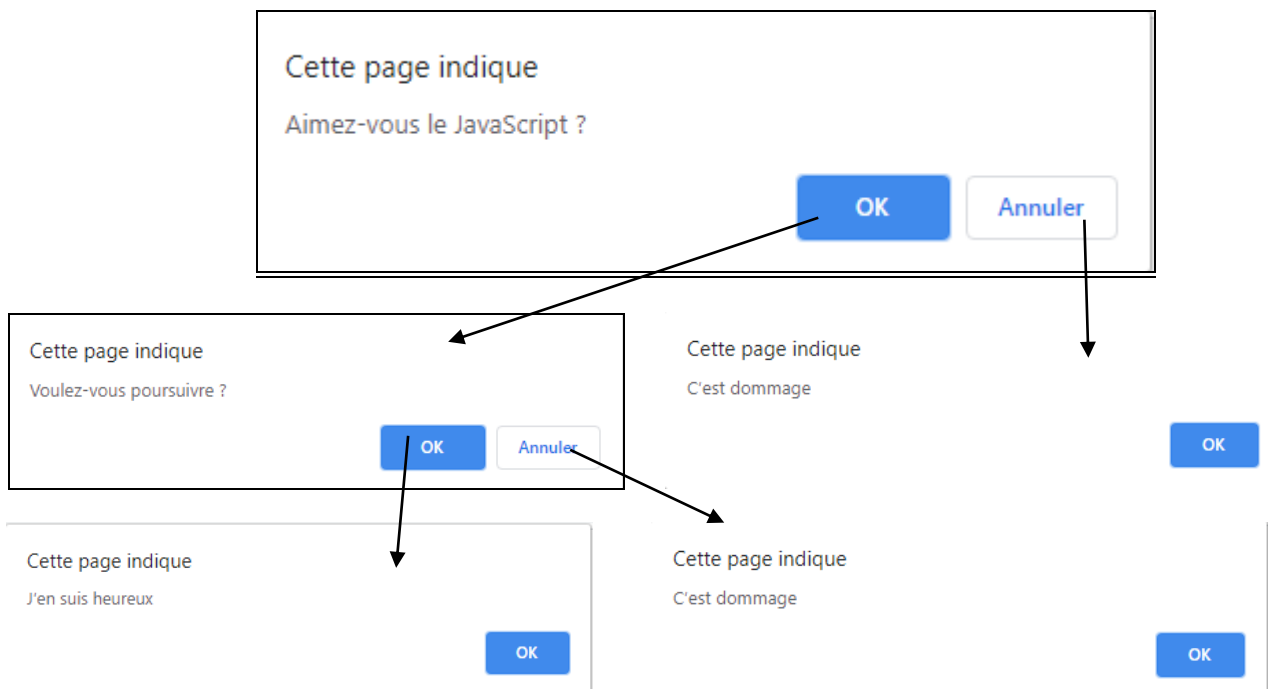 Cette page indique
Aimez-vous le JavaScript ?
OK Annuler
Cette page indique
Voulez-vous poursuivre ?
OK Annuler
Cette page indique
C'est dommage
OK
Cette page indique
J'en suis heureux
OK
Cette page indique
C'est dommage
OK